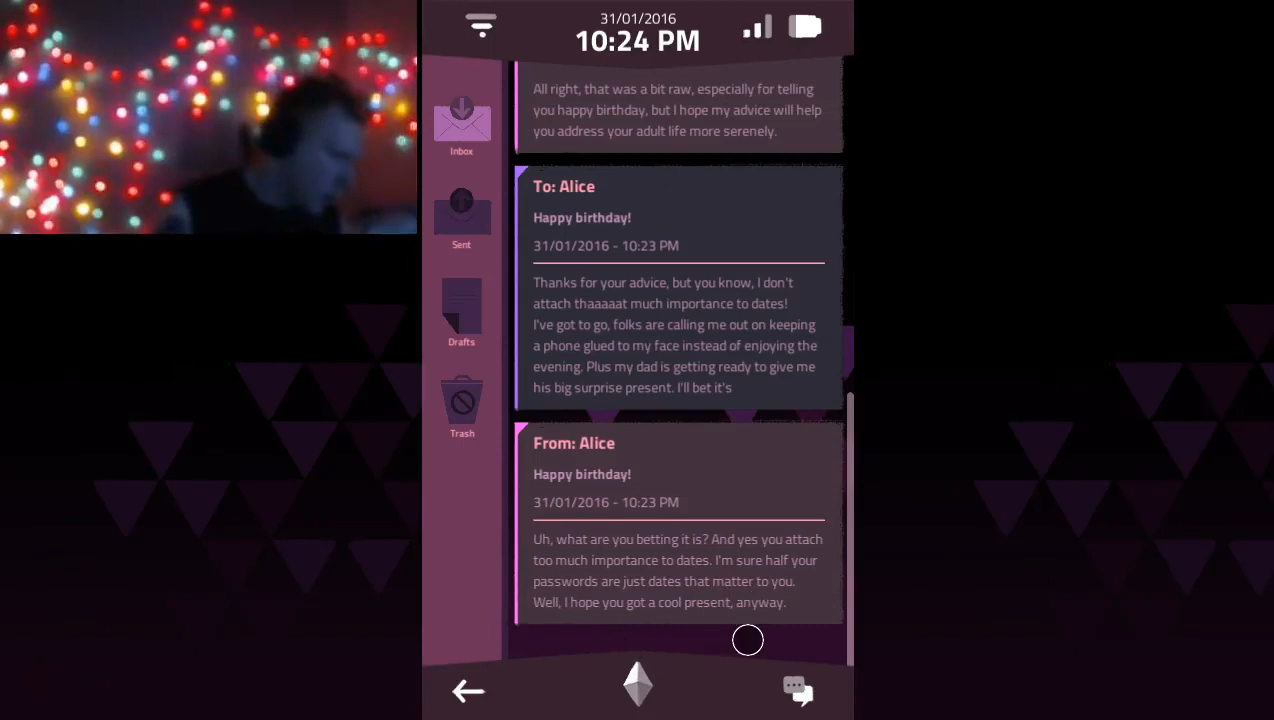 31/01/2016
10:24 PM
Inbox
Sent
Drafts
Trash
All right, that was a bit raw, especially for telling
you happy birthday, but I hope my advice will help
you address your adult life more serenely.
To: Alice
Happy birthday!
31/01/2016 - 10:23 PM
Thanks for your advice, but you know, I don't
attach thaaaaat much importance to dates!
I've got to go, folks are calling me out on keeping
a phone glued to my face instead of enjoying the
evening. Plus my dad is getting ready to give me
his big surprise present. I'll bet it's
From: Alice
Happy birthday!
31/01/2016 - 10:23 PM
Uh, what are you betting it is? And yes you attach
too much importance to dates. I'm sure half your
passwords are just dates that matter to you.
Well, I hope you got a cool present, anyway.